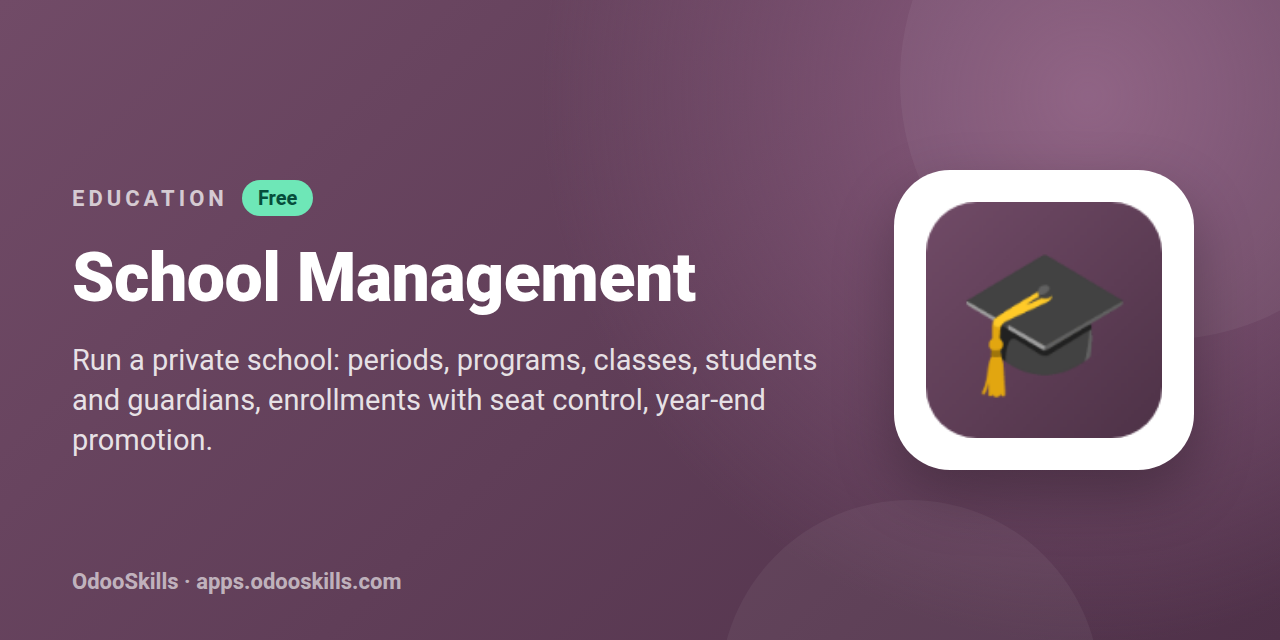 EDUCATION Free
School Management
Run a private school: periods, programs, classes, students
and guardians, enrollments with seat control, year-end
promotion.
OdooSkills · apps.odooskills.com